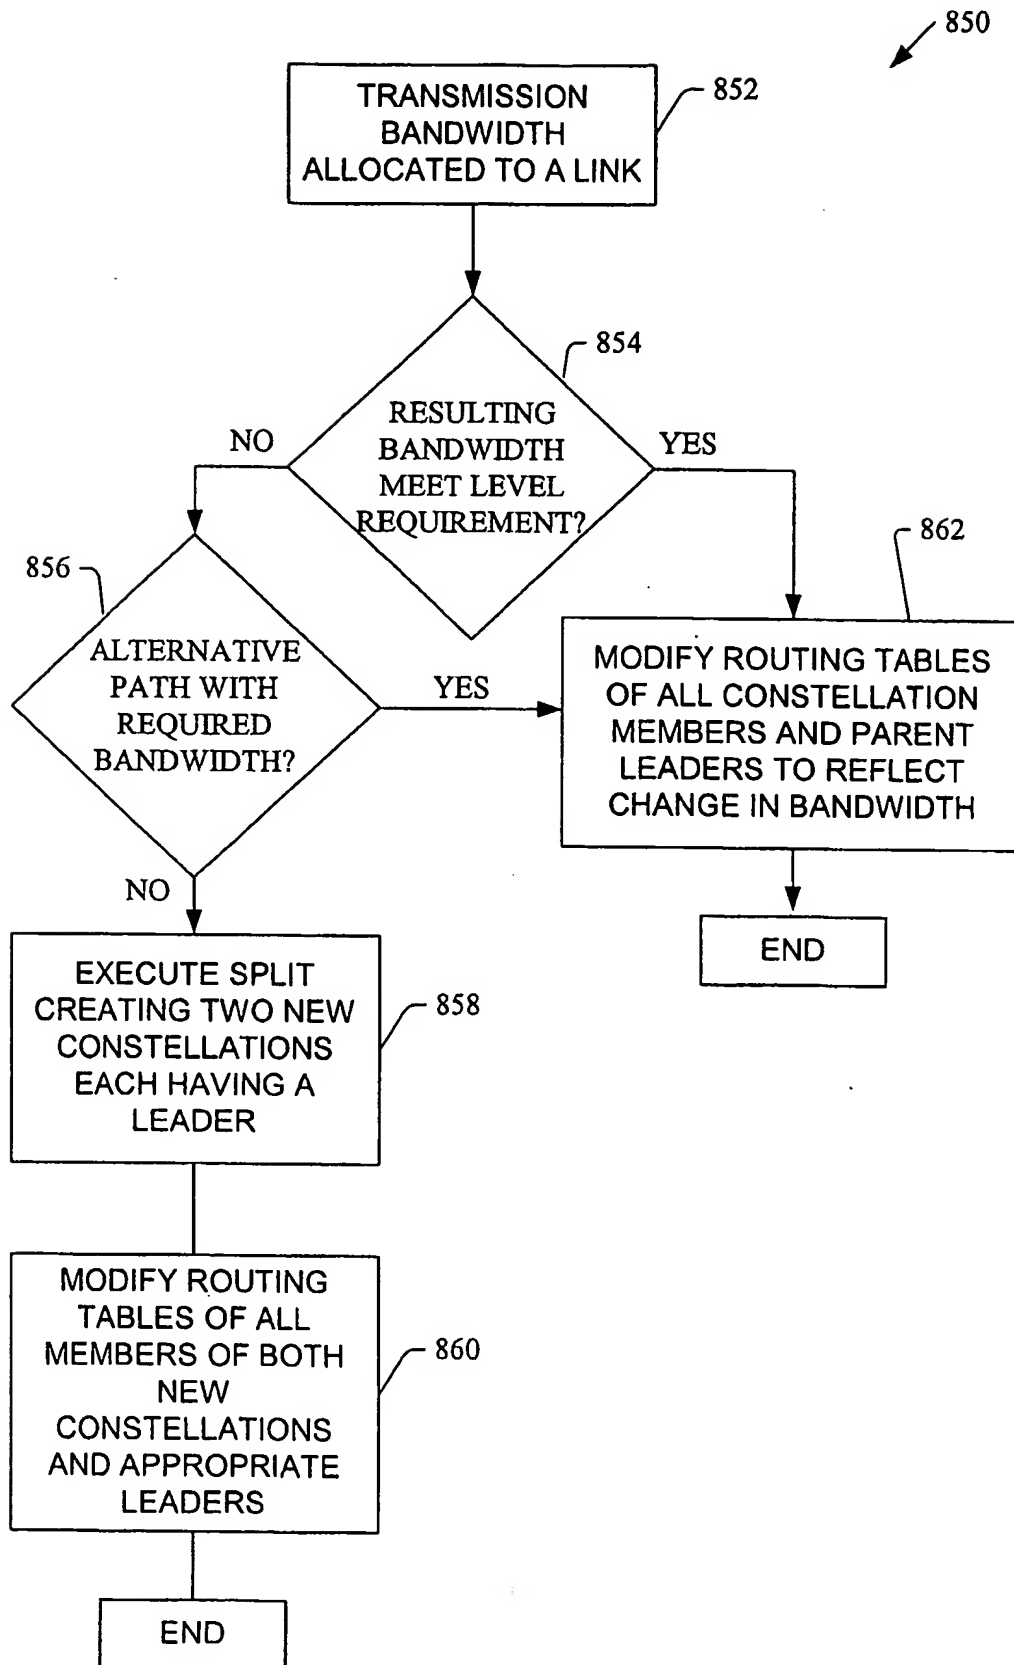 850
TRANSMISSION
BANDWIDTH
ALLOCATED TO A LINK
852
854
RESULTING
BANDWIDTH
MEET LEVEL
REQUIREMENT?
NO
YES
856
ALTERNATIVE
PATH WITH
REQUIRED
BANDWIDTH?
YES
NO
862
MODIFY ROUTING TABLES
OF ALL CONSTELLATION
MEMBERS AND PARENT
LEADERS TO REFLECT
CHANGE IN BANDWIDTH
END
EXECUTE SPLIT
CREATING TWO NEW
CONSTELLATIONS
EACH HAVING A
LEADER
858
MODIFY ROUTING
TABLES OF ALL
MEMBERS OF BOTH
NEW
CONSTELLATIONS
AND APPROPRIATE
LEADERS
860
END